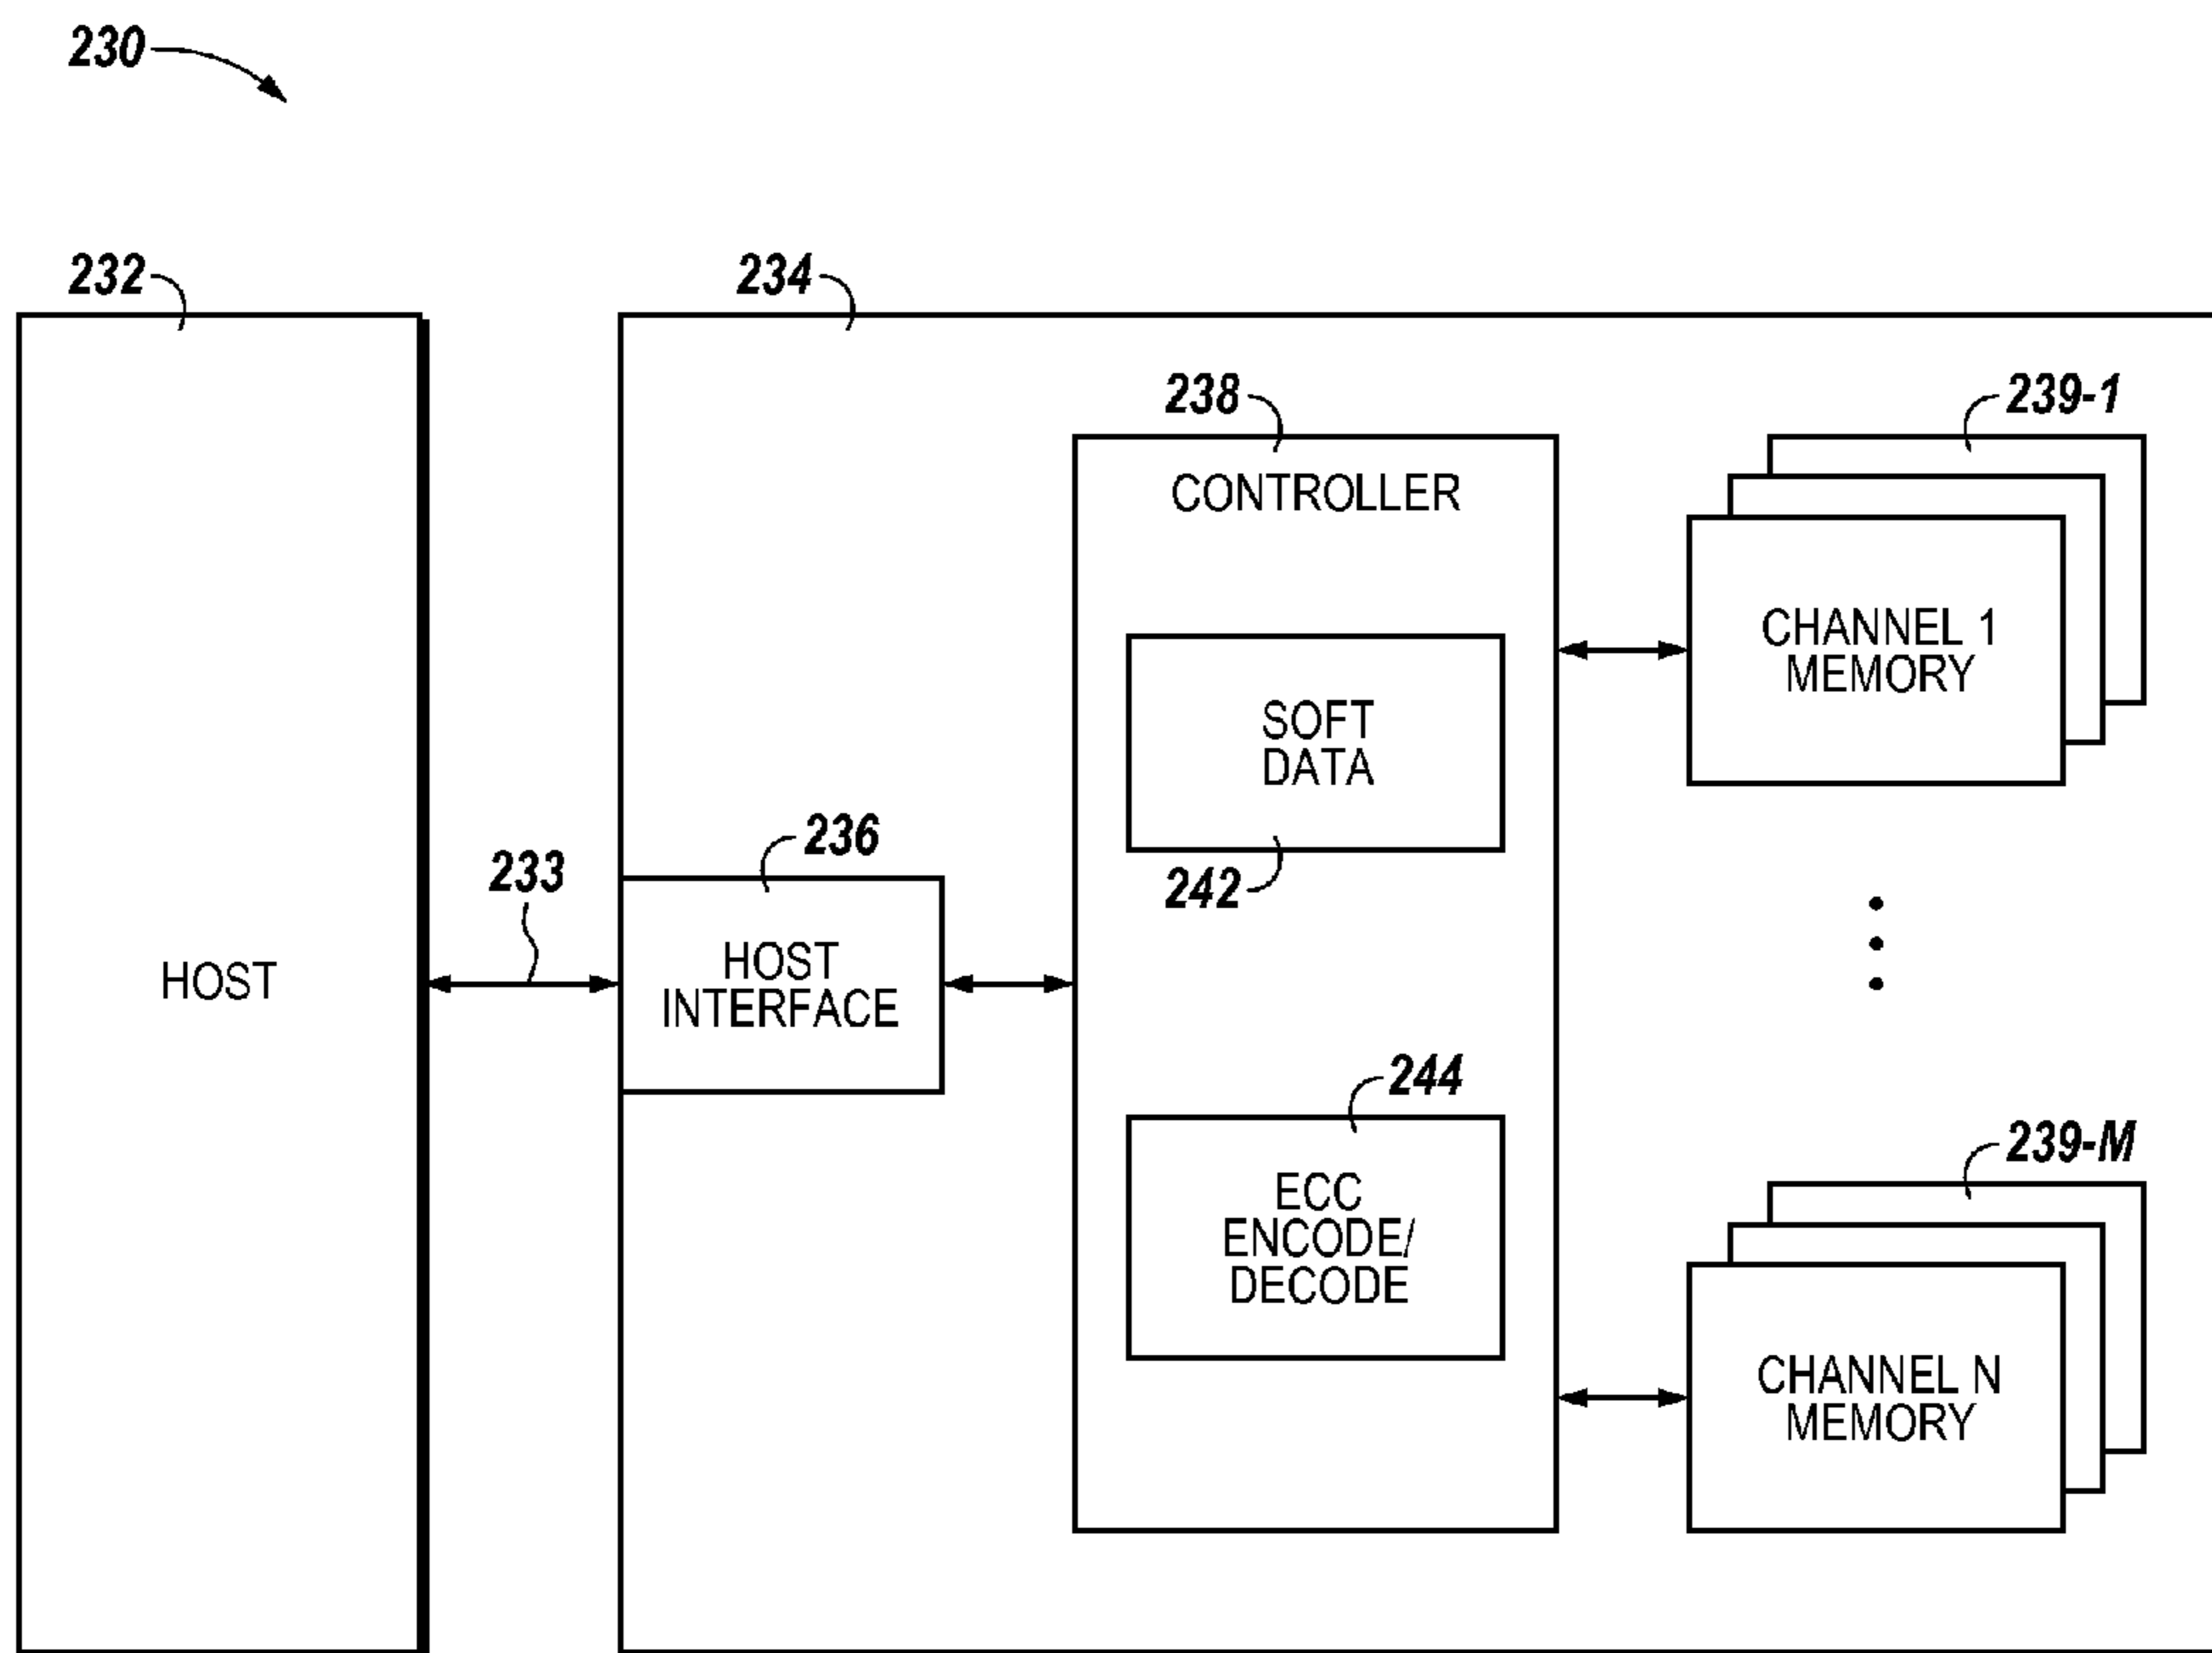 230
232
234
238
239-1
CONTROLLER
CHANNEL 1
MEMORY
SOFT
DATA
242
236
233
HOST
HOST
INTERFACE
244
ECC
ENCODE/
DECODE
239-M
CHANNEL N
MEMORY